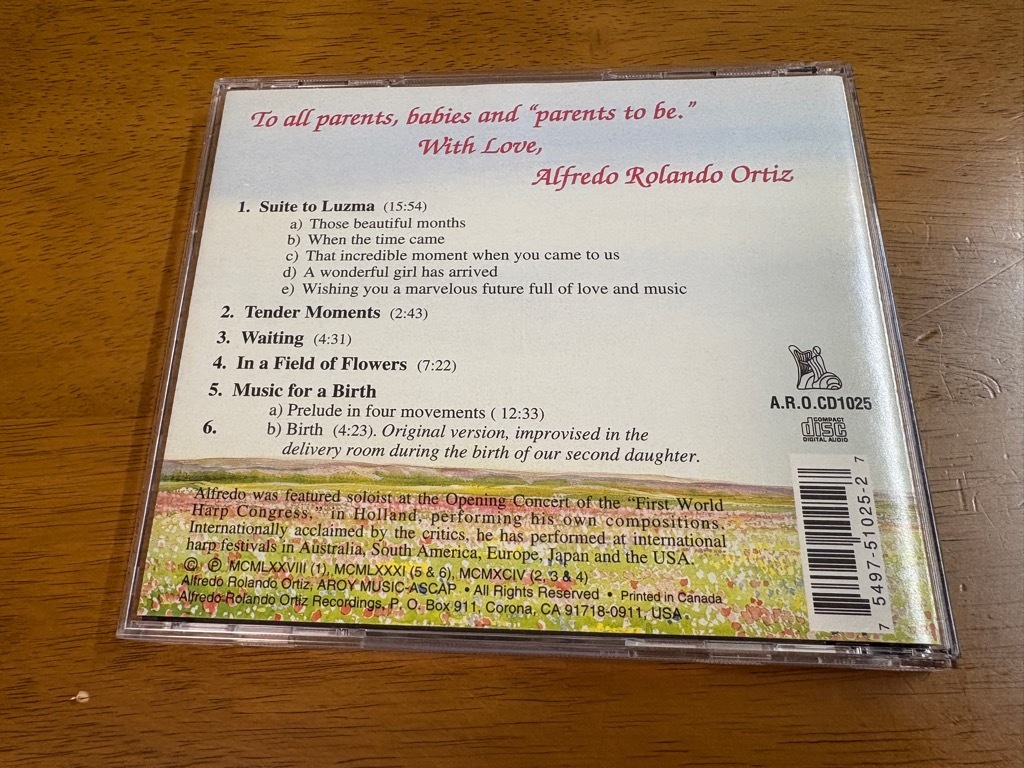 To all parents, babies and "parents to be."
With Love,
Alfredo Rolando Ortiz
1. Suite to Luzma (15:54)
a) Those beautiful months
b) When the time came
c) That incredible moment when you came to us
d) A wonderful girl has arrived
e) Wishing you a marvelous future full of love and music
2. Tender Moments (2:43)
3. Waiting (4:31)
4. In a Field of Flowers (7:22)
5. Music for a Birth
a) Prelude in four movements ( 12:33)
6. b) Birth (4:23). Original version, improvised in the
delivery room during the birth of our second daughter.
A.R.O.CD1025
COMPACT
disc
DIGITAL AUDIO
Alfredo was featured soloist at the Opening Concert of the "First World
Harp Congress," in Holland, performing his own compositions.
Internationally acclaimed by the critics, he has performed at international
harp festivals in Australia, South America, Europe, Japan and the USA.
© ℗ MCMLXXVIII (1), MCMLXXXI (5 & 6), MCMXCIV (2, 3 & 4)
Alfredo Rolando Ortiz, AROY MUSIC-ASCAP • All Rights Reserved • Printed in Canada
Alfredo Rolando Ortiz Recordings, P. O. Box 911, Corona, CA 91718-0911, USA.
7 5497-51025-2 7